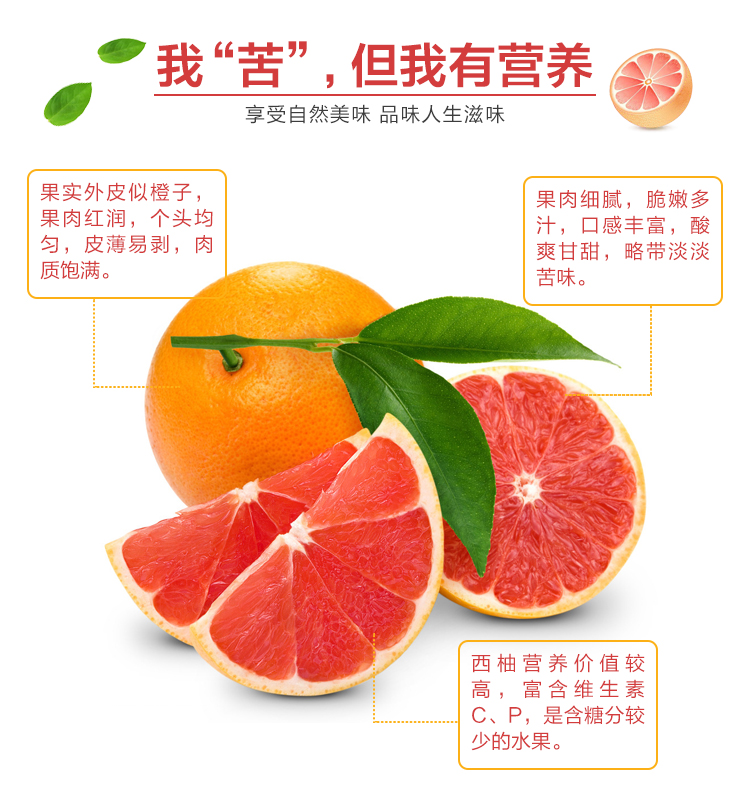 我“苦”,但我有营养
享受自然美味 品味人生滋味
果实外皮似橙子，
果肉红润，个头均
匀，皮薄易剥，肉
质饱满。
果肉细腻，脆嫩多
汁，口感丰富，酸
爽甘甜，略带淡淡
苦味。
西柚营养价值较
高，富含维生素
C、P，是含糖分较
少的水果。